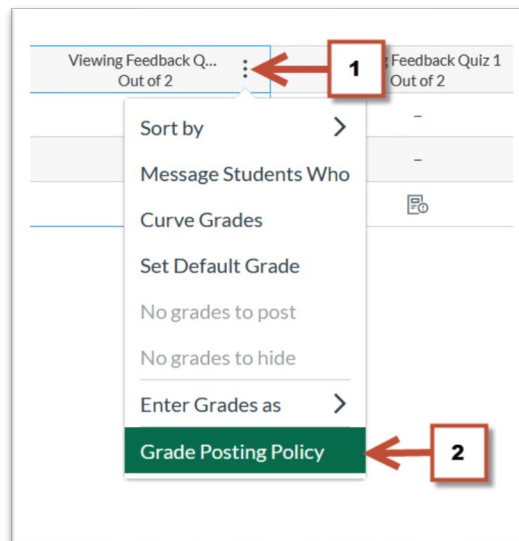 Viewing Feedback Q...
Out of 2
1
Feedback Quiz 1
Out of 2
–
–
Sort by
Message Students Who
Curve Grades
Set Default Grade
No grades to post
No grades to hide
Enter Grades as
Grade Posting Policy
2